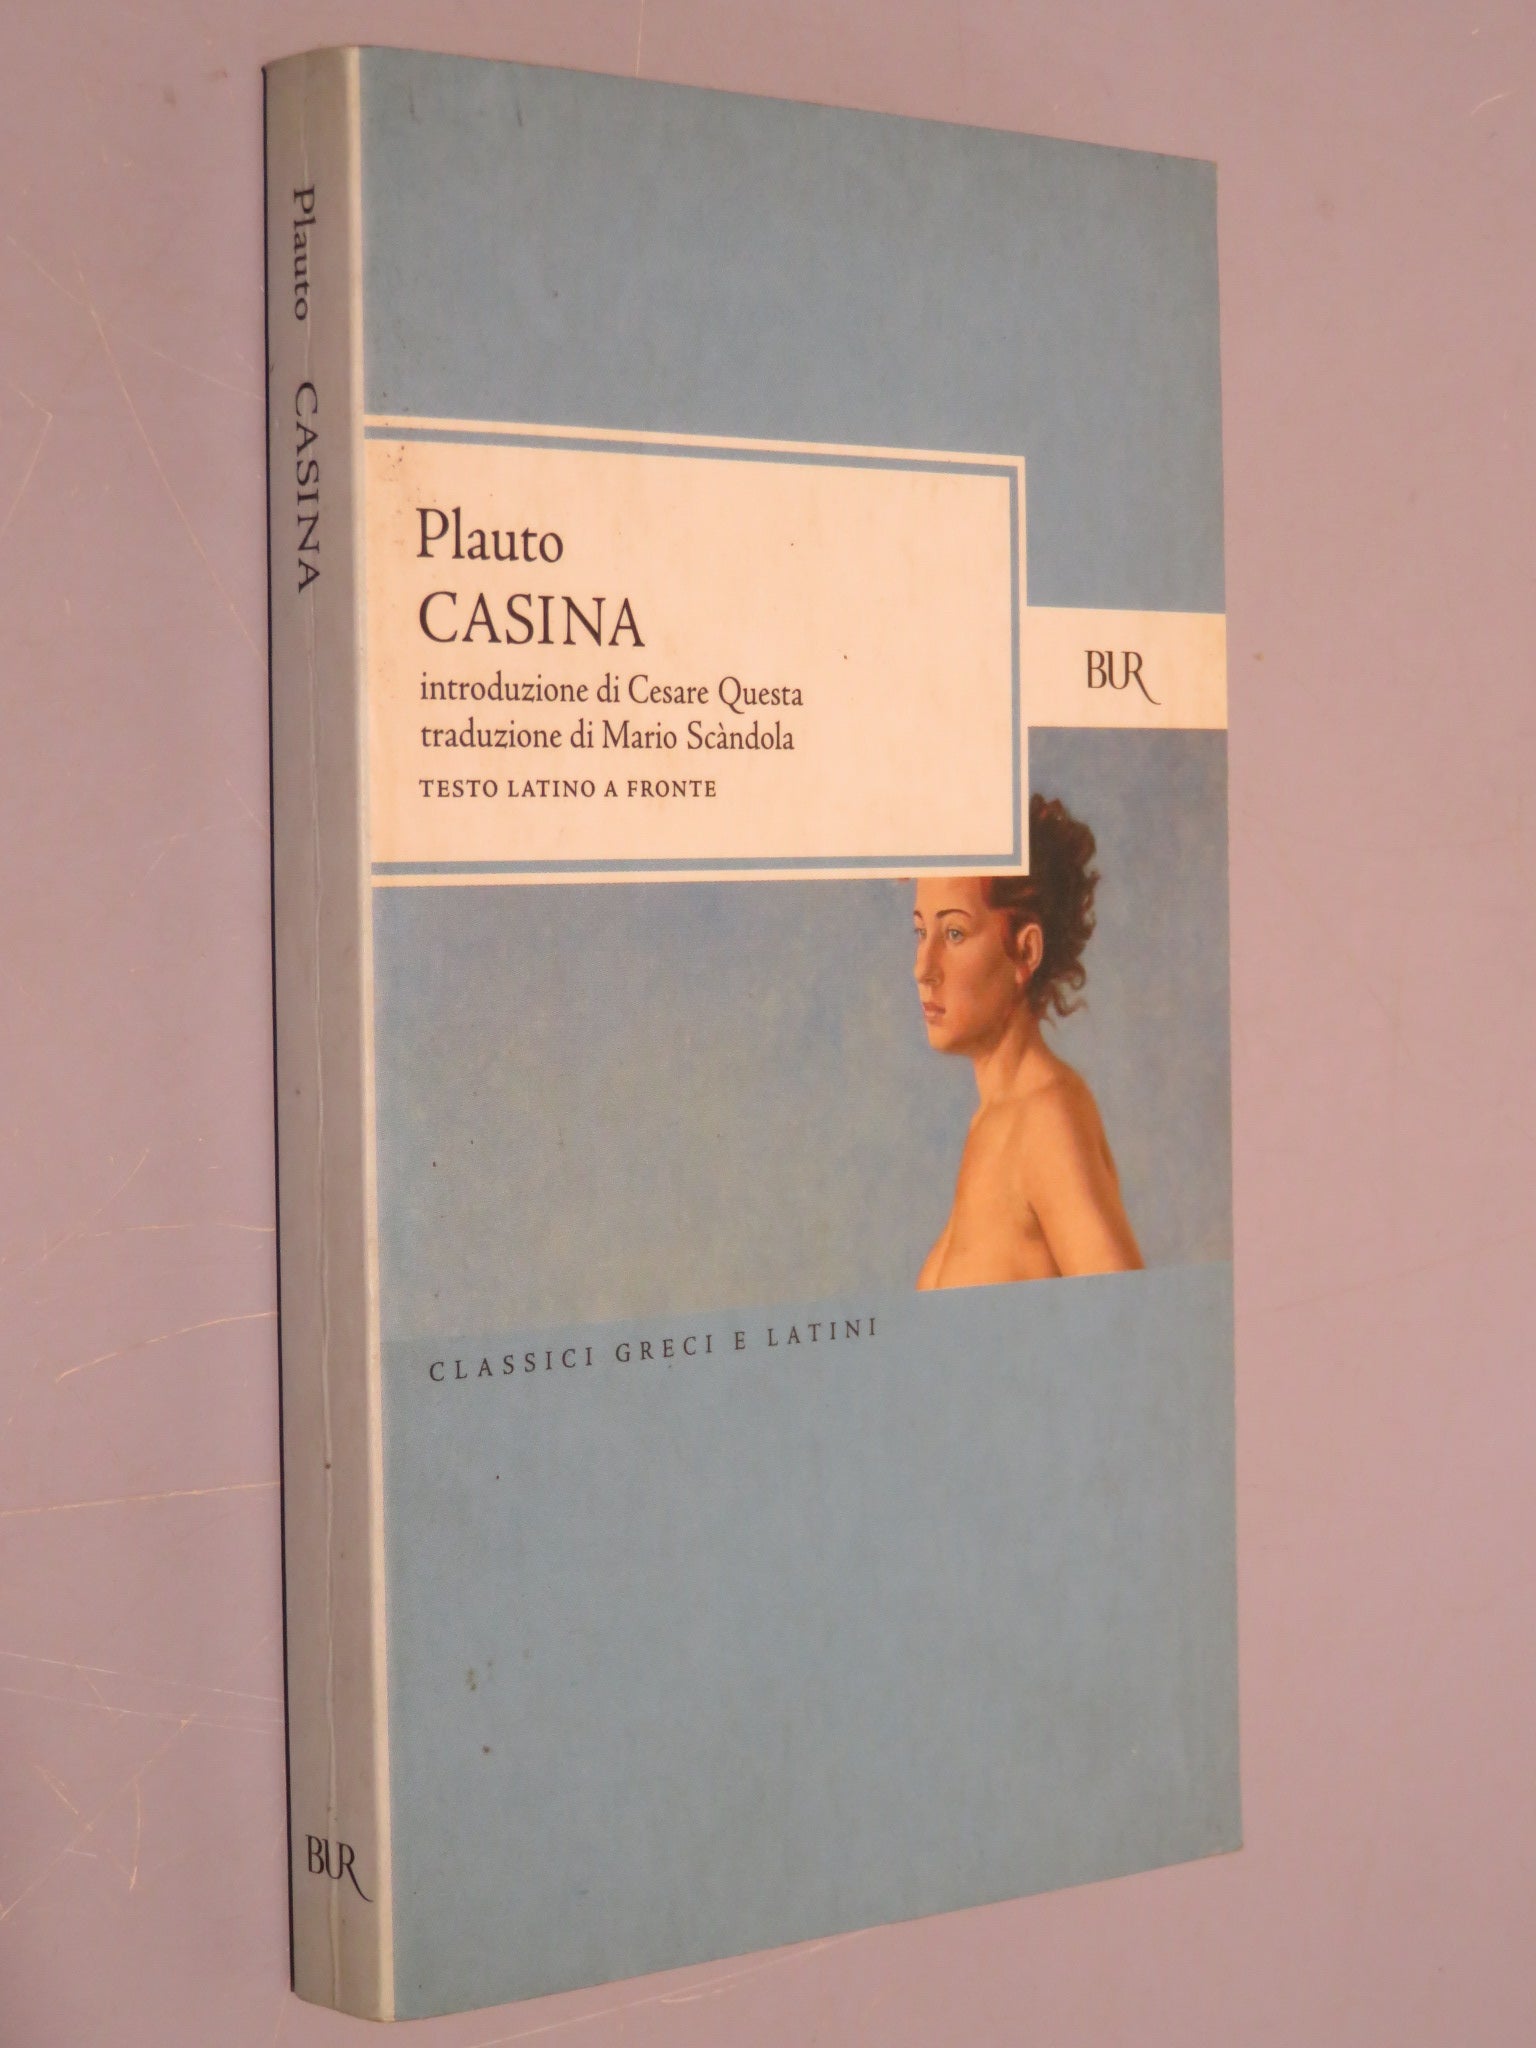 Plauto CASINA
BUR
Plauto
CASINA
introduzione di Cesare Questa
traduzione di Mario Scàndola
TESTO LATINO A FRONTE
BUR
CLASSICI GRECI E LATINI